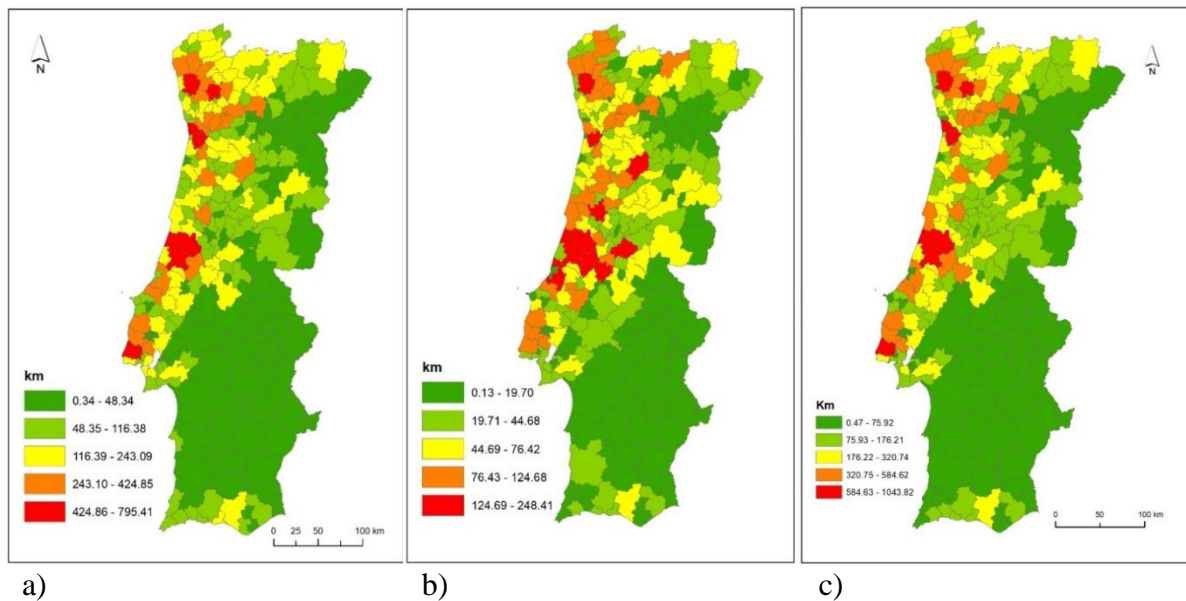 N
km
0.34 - 48.34
48.35 - 116.38
116.39 - 243.09
243.10 - 424.85
424.86 - 795.41
0 25 50 100 km
N
km
0.13 - 19.70
19.71 - 44.68
44.69 - 76.42
76.43 - 124.68
124.69 - 248.41
N
Km
0.47 - 75.92
75.93 - 176.21
176.22 - 320.74
320.75 - 584.62
584.63 - 1043.82
0 50 100 km
a)
b)
c)